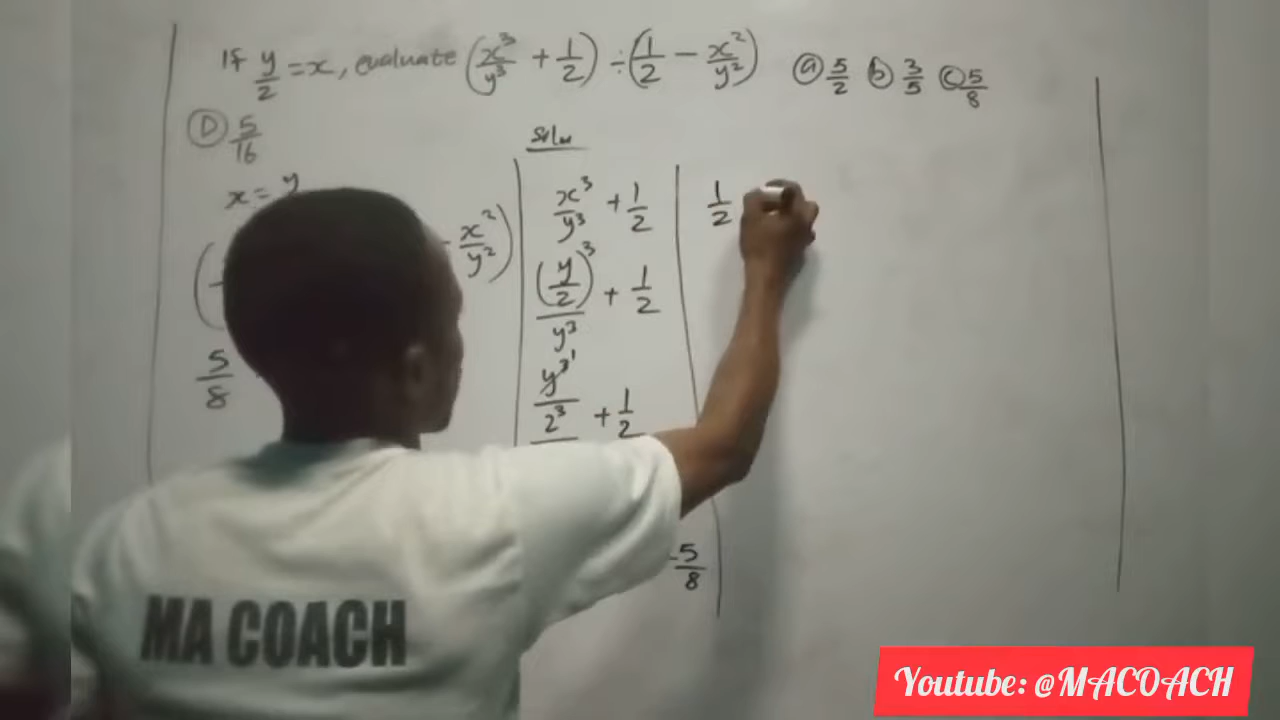 If y/2 = x, evaluate (x³/y³ + 1/2) ÷ (1/2 − x²/y²) (a) 5/2 (b) 3/5 (c) 5/8
(D) 5/16
Soln
x = y
x²/y²)
5/8
x³/y³ + 1/2
(y/2)³/y³ + 1/2
y³/2³ + 1/2
5/8
1/2
MA COACH
Youtube: @MACOACH